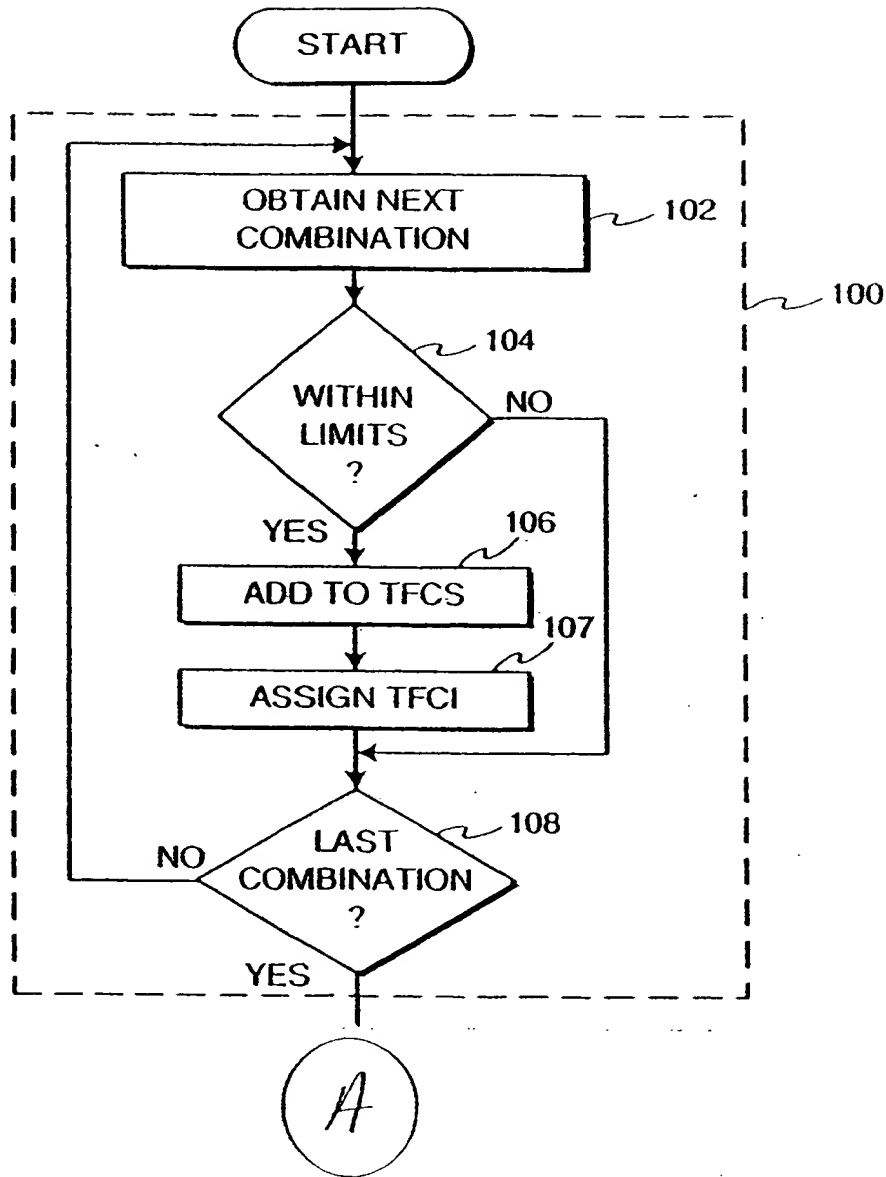 START
OBTAIN NEXT
COMBINATION
102
100
104
WITHIN
LIMITS
?
NO
YES
106
ADD TO TFCS
107
ASSIGN TFCI
108
LAST
COMBINATION
?
NO
YES
A